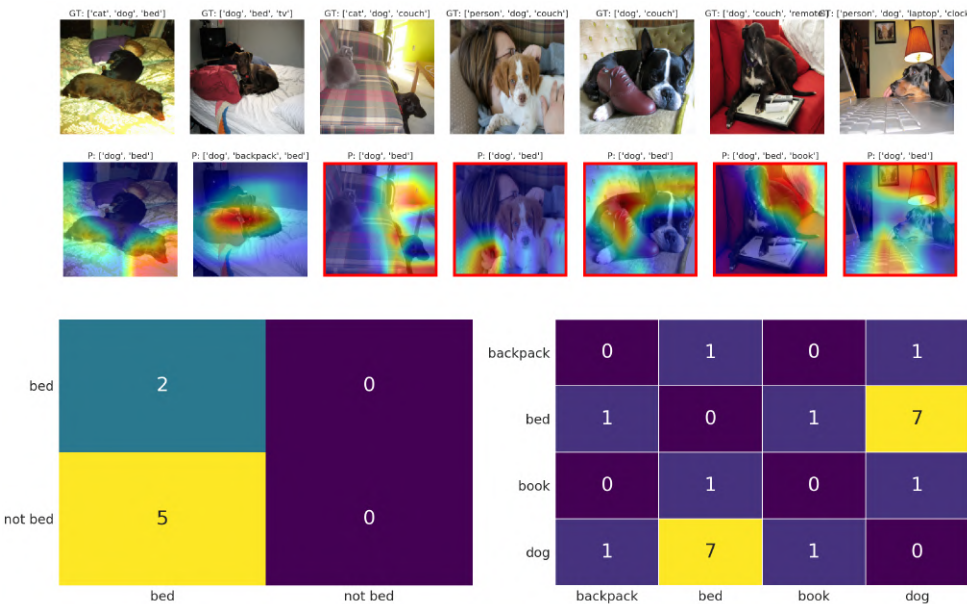 GT: ['cat', 'dog', 'bed']
GT: ['dog', 'bed', 'tv']
GT: ['cat', 'dog', 'couch']
GT: ['person', 'dog', 'couch']
GT: ['dog', 'couch']
GT: ['dog', 'couch', 'remote']
GT: ['person', 'dog', 'laptop', 'clock
P: ['dog', 'bed']
P: ['dog', 'backpack', 'bed']
P: ['dog', 'bed']
P: ['dog', 'bed']
P: ['dog', 'bed']
P: ['dog', 'bed', 'book']
P: ['dog', 'bed']
bed 2 0
not bed 5 0
bed not bed
backpack 0 1 0 1
bed 1 0 1 7
book 0 1 0 1
dog 1 7 1 0
backpack bed book dog